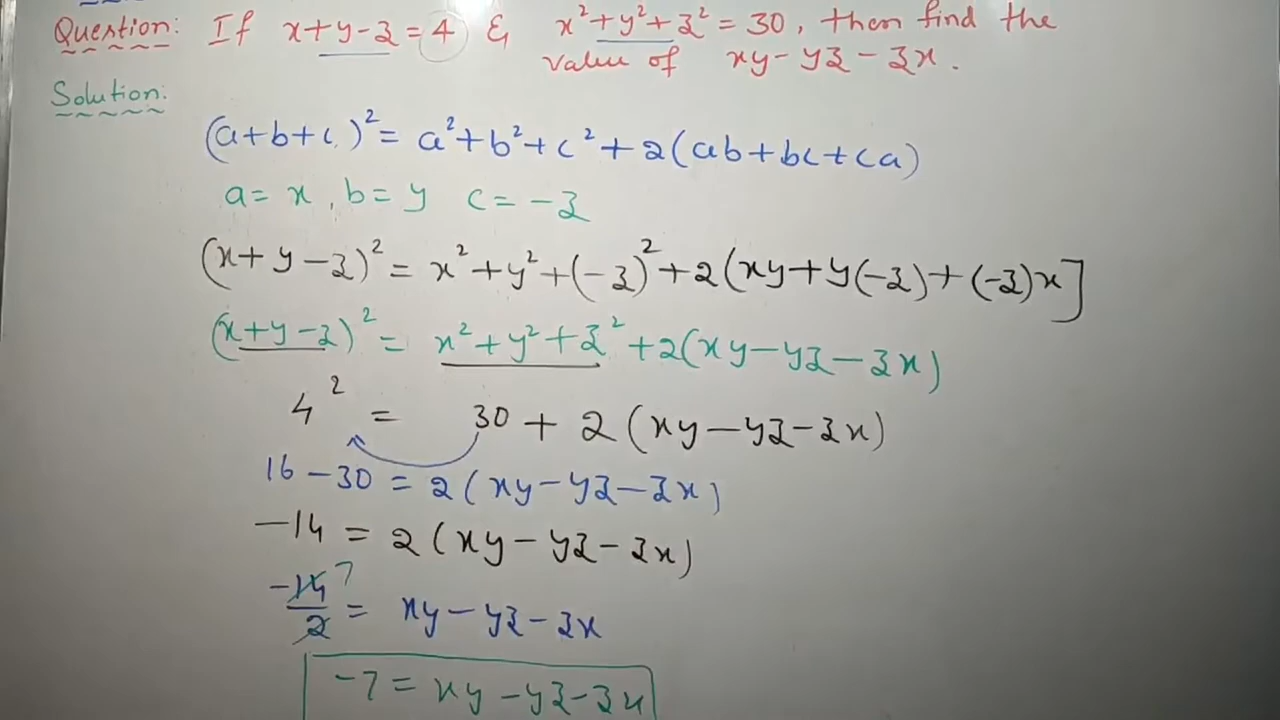 Question: If x+y-z=4 & x²+y²+z²=30, then find the
value of xy-yz-zx.
Solution:
(a+b+c)²=a²+b²+c²+2(ab+bc+ca)
a=x, b=y c=-z
(x+y-z)²=x²+y²+(-z)²+2(xy+y(-z)+(-z)x]
(x+y-z)²=x²+y²+z²+2(xy-yz-zx)
4²=30+2(xy-yz-zx)
16-30=2(xy-yz-zx)
-14=2(xy-yz-zx)
-14/2 7=xy-yz-zx
-7=xy-yz-zx